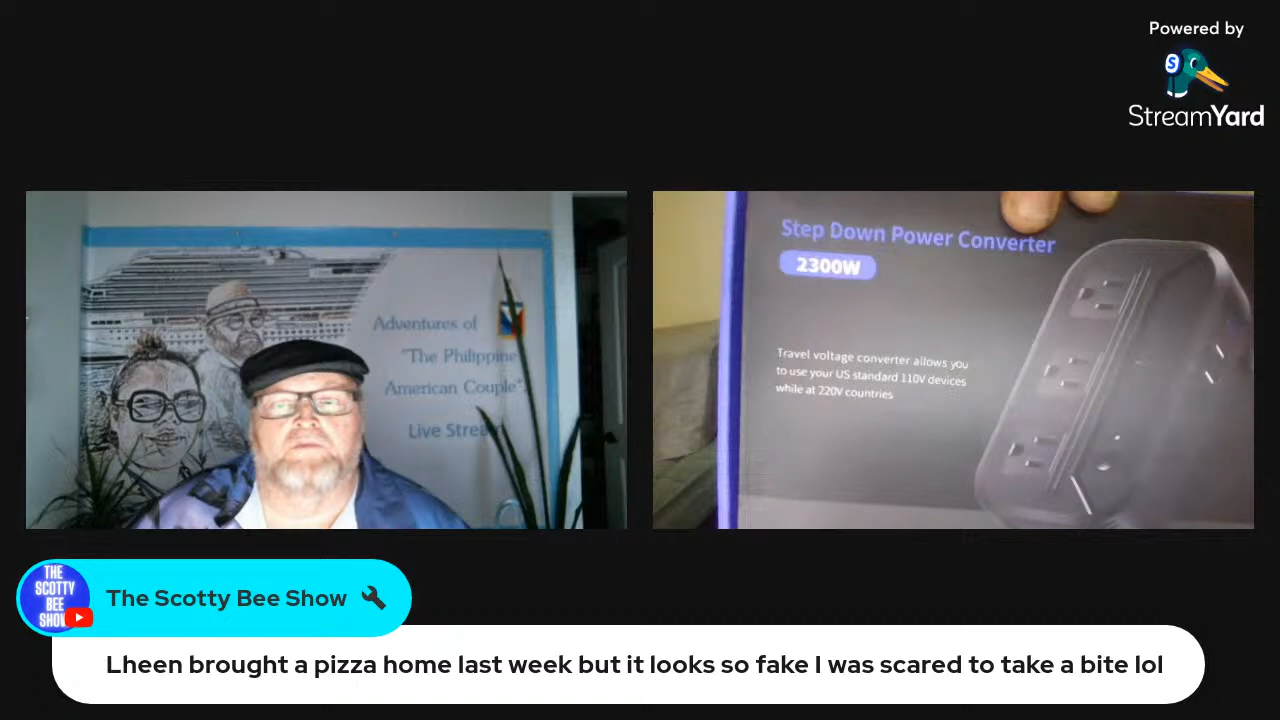 Powered by
S
StreamYard
Adventures of
"The Philippine
American Couple".
Live Stream
Step Down Power Converter
2300W
Travel voltage converter allows you
to use your US standard 110V devices
while at 220V countries
THE
SCOTTY
BEE
SHOW
The Scotty Bee Show
Lheen brought a pizza home last week but it looks so fake I was scared to take a bite lol